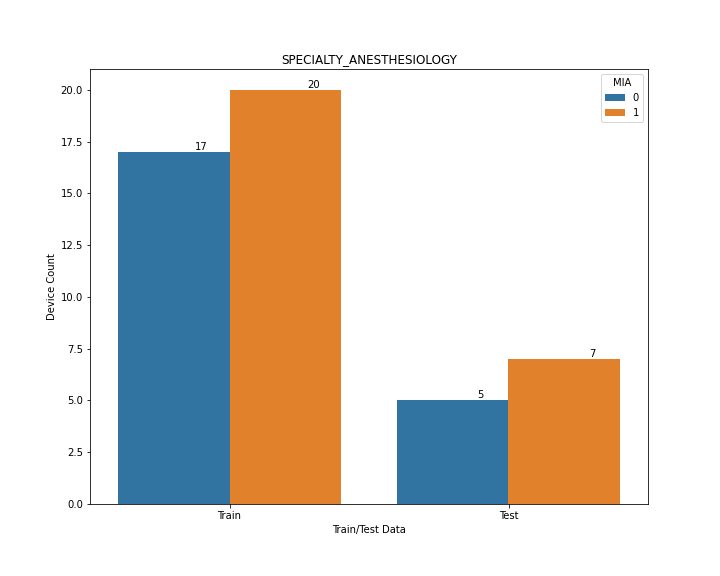 SPECIALTY_ANESTHESIOLOGY
MIA
0
1
20
17
7
5
20.0
17.5
15.0
12.5
10.0
7.5
5.0
2.5
0.0
Device Count
Train
Test
Train/Test Data